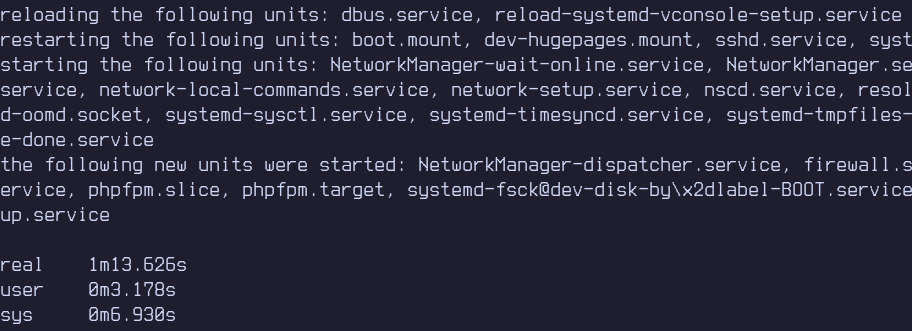 reloading the following units: dbus.service, reload-systemd-vconsole-setup.service
restarting the following units: boot.mount, dev-hugepages.mount, sshd.service, syst
starting the following units: NetworkManager-wait-online.service, NetworkManager.se
service, network-local-commands.service, network-setup.service, nscd.service, resol
d-oomd.socket, systemd-sysctl.service, systemd-timesyncd.service, systemd-tmpfiles-
e-done.service
the following new units were started: NetworkManager-dispatcher.service, firewall.s
ervice, phpfpm.slice, phpfpm.target, systemd-fsck@dev-disk-by\x2dlabel-BOOT.service
up.service
real 1m13.626s
user 0m3.178s
sys 0m6.930s